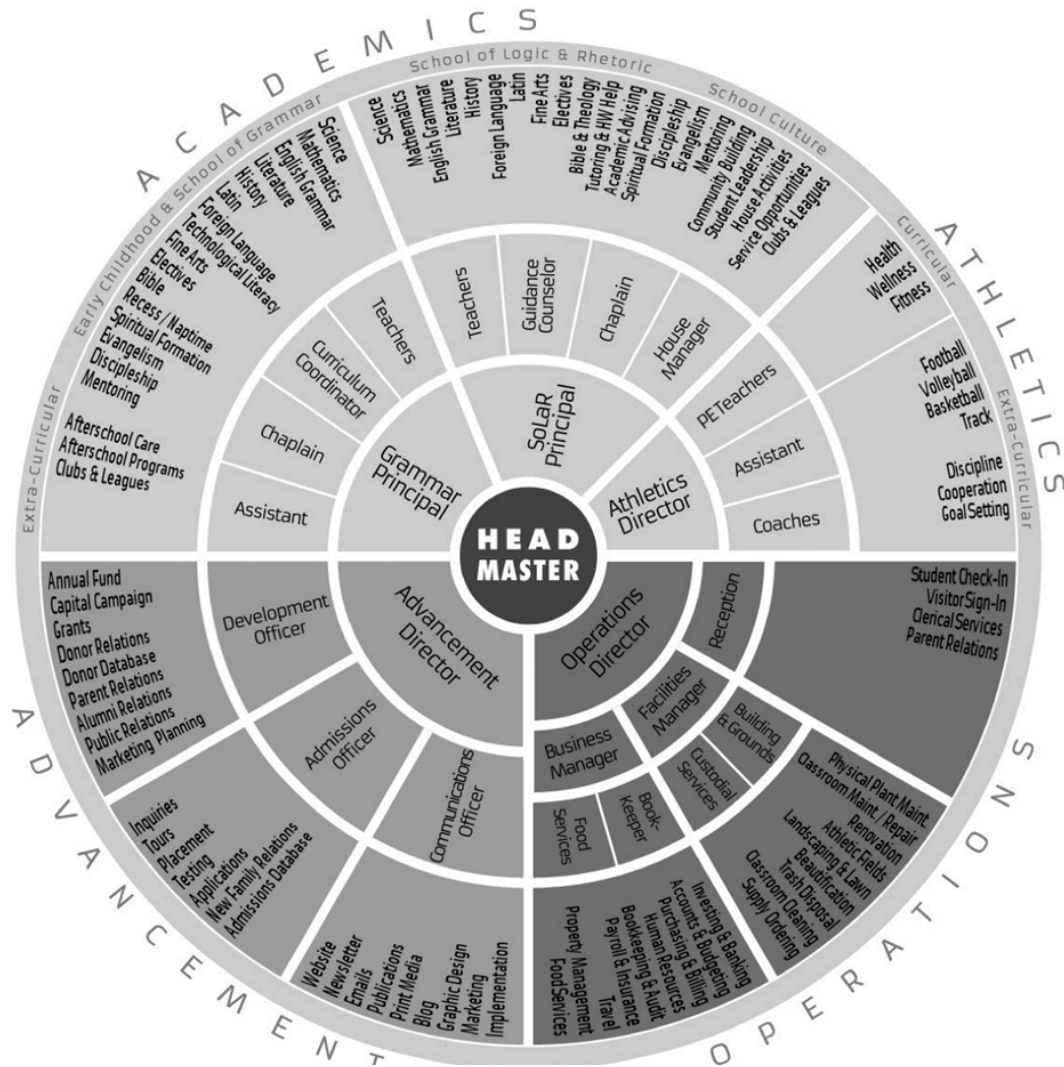 ACADEMICS
School of Logic & Rhetoric
School Culture
Early Childhood & School of Grammar
Extra-Curricular
Science
Mathematics
English Grammar
Literature
History
Latin
Foreign Language
Technological Literacy
Fine Arts
Electives
Bible
Recess / Naptime
Spiritual Formation
Evangelism
Discipleship
Mentoring
Afterschool Care
Afterschool Programs
Clubs & Leagues
Science
Mathematics
English Grammar
Literature
History
Foreign Language
Latin
Fine Arts
Electives
Bible & Theology
Tutoring & HW Help
Academic Advising
Spiritual Formation
Discipleship
Evangelism
Mentoring
Community Building
Student Leadership
House Activities
Service Opportunities
Clubs & Leagues
ATHLETICS
Curricular
Extra-Curricular
Health
Wellness
Fitness
Football
Volleyball
Basketball
Track
Discipline
Cooperation
Goal Setting
Teachers
Curriculum
Coordinator
Chaplain
Assistant
Teachers
Guidance
Counselor
Chaplain
House
Manager
PE Teachers
Assistant
Coaches
Grammar
Principal
SoLaR
Principal
Athletics
Director
HEAD
MASTER
Advancement
Director
Operations
Director
Development
Officer
Admissions
Officer
Communications
Officer
Reception
Facilities
Manager
Business
Manager
Building
& Grounds
Custodial
Services
Book-
Keeper
Food
Services
Annual Fund
Capital Campaign
Grants
Donor Relations
Donor Database
Parent Relations
Alumni Relations
Public Relations
Marketing Planning
Inquiries
Tours
Placement
Testing
Applications
New Family Relations
Admissions Database
Website
Newsletter
Emails
Publications
Print Media
Blog
Graphic Design
Marketing
Implementation
Student Check-In
Visitor Sign-In
Clerical Services
Parent Relations
Physical Plant Maint.
Classroom Maint. / Repair
Renovation
Athletic Fields
Landscaping & Lawn
Beautification
Trash Disposal
Classroom Cleaning
Supply Ordering
Investing & Banking
Accounts & Budgeting
Purchasing & Billing
Human Resources
Bookkeeping & Audit
Payroll & Insurance
Travel
Property Management
Food Services
ADVANCEMENT
OPERATIONS